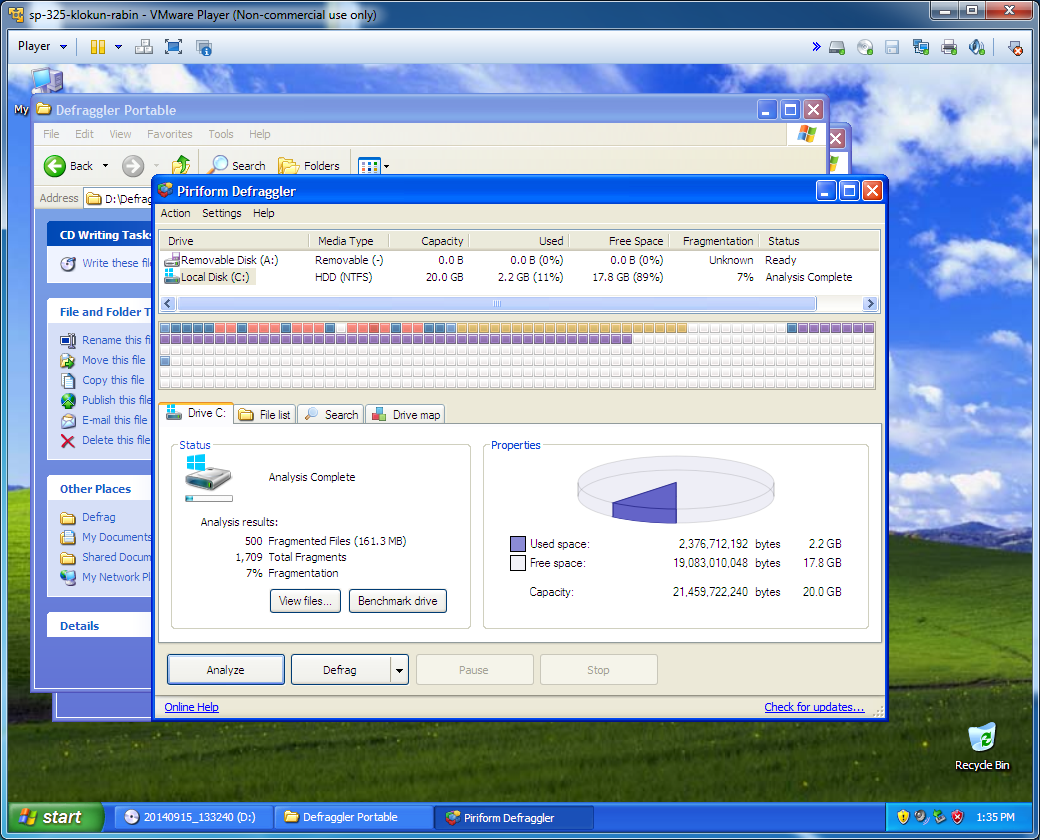 sp-325-klokun-rabin - VMware Player (Non-commercial use only)
Player
My
Defraggler Portable
File Edit View Favorites Tools Help
Back Search Folders
Address D:\Defrag
CD Writing Tasks
Write these file
File and Folder T
Rename this fi
Move this file
Copy this file
Publish this file
E-mail this file
Delete this file
Other Places
Defrag
My Documents
Shared Docum
My Network Pl
Details
Piriform Defraggler
Action Settings Help
Drive Media Type Capacity Used Free Space Fragmentation Status
Removable Disk (A:) Removable (-) 0.0 B 0.0 B (0%) 0.0 B (0%) Unknown Ready
Local Disk (C:) HDD (NTFS) 20.0 GB 2.2 GB (11%) 17.8 GB (89%) 7% Analysis Complete
Drive C: File list Search Drive map
Status
Analysis Complete
Analysis results:
500 Fragmented Files (161.3 MB)
1,709 Total Fragments
7% Fragmentation
View files... Benchmark drive
Properties
Used space: 2,376,712,192 bytes 2.2 GB
Free space: 19,083,010,048 bytes 17.8 GB
Capacity: 21,459,722,240 bytes 20.0 GB
Analyze Defrag Pause Stop
Online Help Check for updates...
Recycle Bin
start 20140915_133240 (D:) Defraggler Portable Piriform Defraggler 1:35 PM